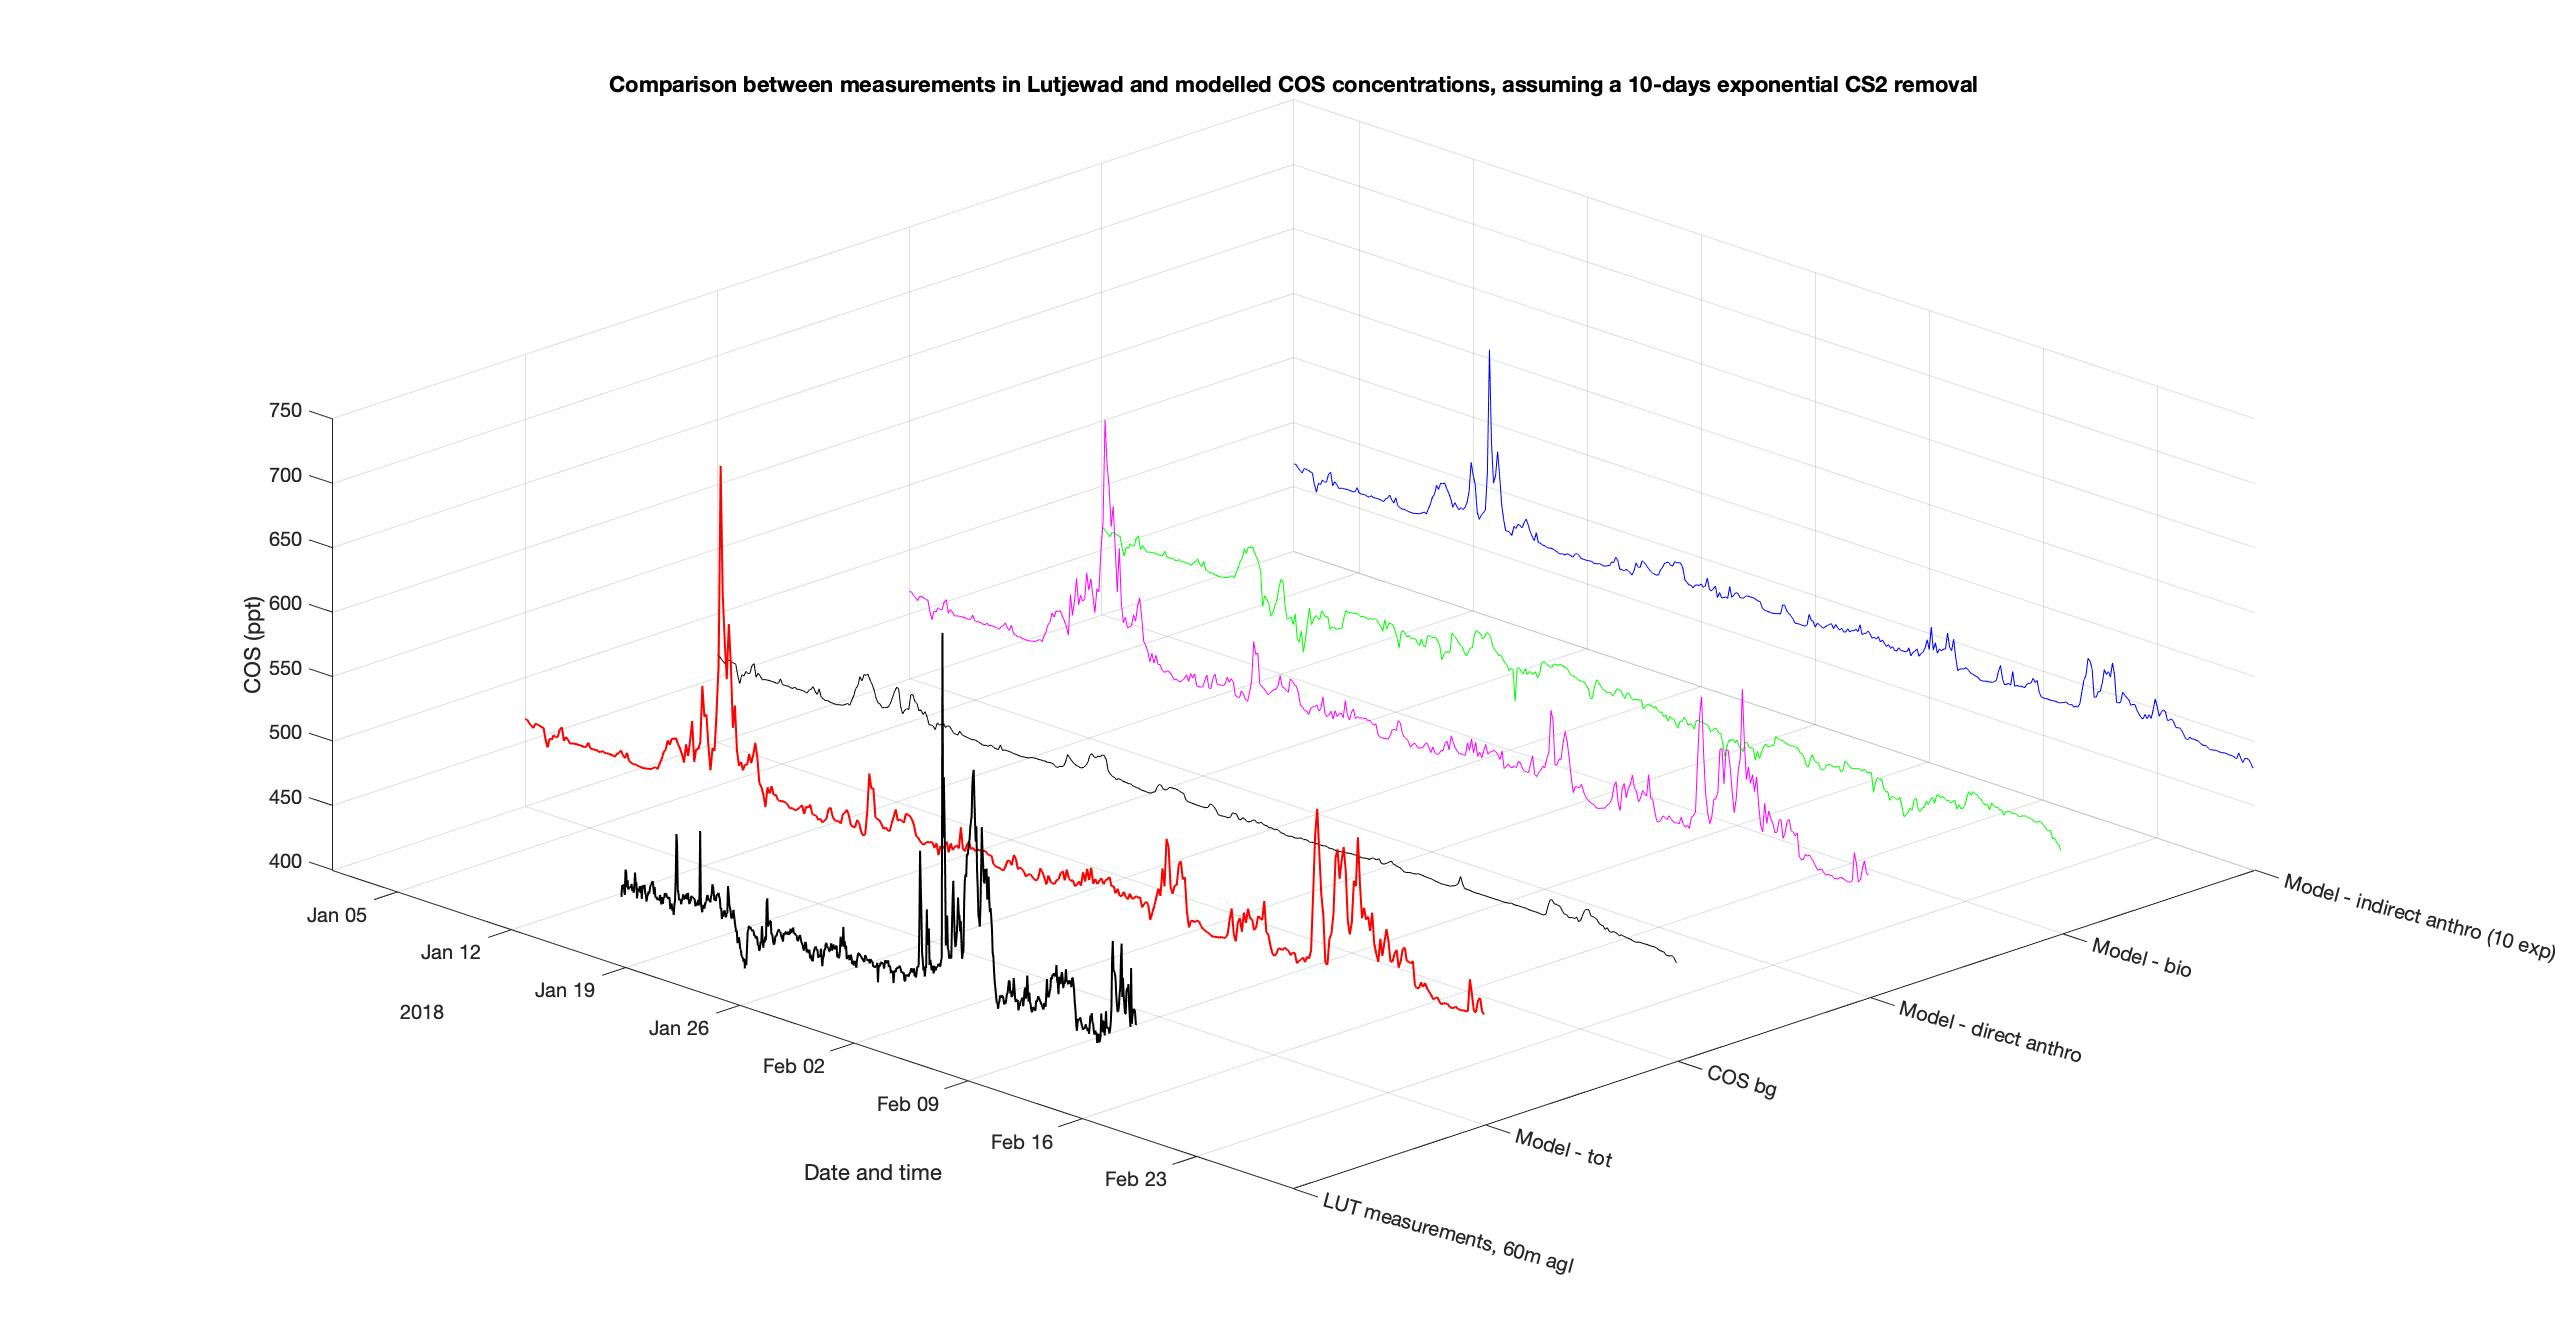 Comparison between measurements in Lutjewad and modelled COS concentrations, assuming a 10-days exponential CS2 removal
750
700
650
600
550
500
450
400
COS (ppt)
Jan 05
Jan 12
Jan 19
Jan 26
Feb 02
Feb 09
Feb 16
Feb 23
2018
Date and time
Model - indirect anthro (10 exp)
Model - bio
Model - direct anthro
COS bg
Model - tot
LUT measurements, 60m agl